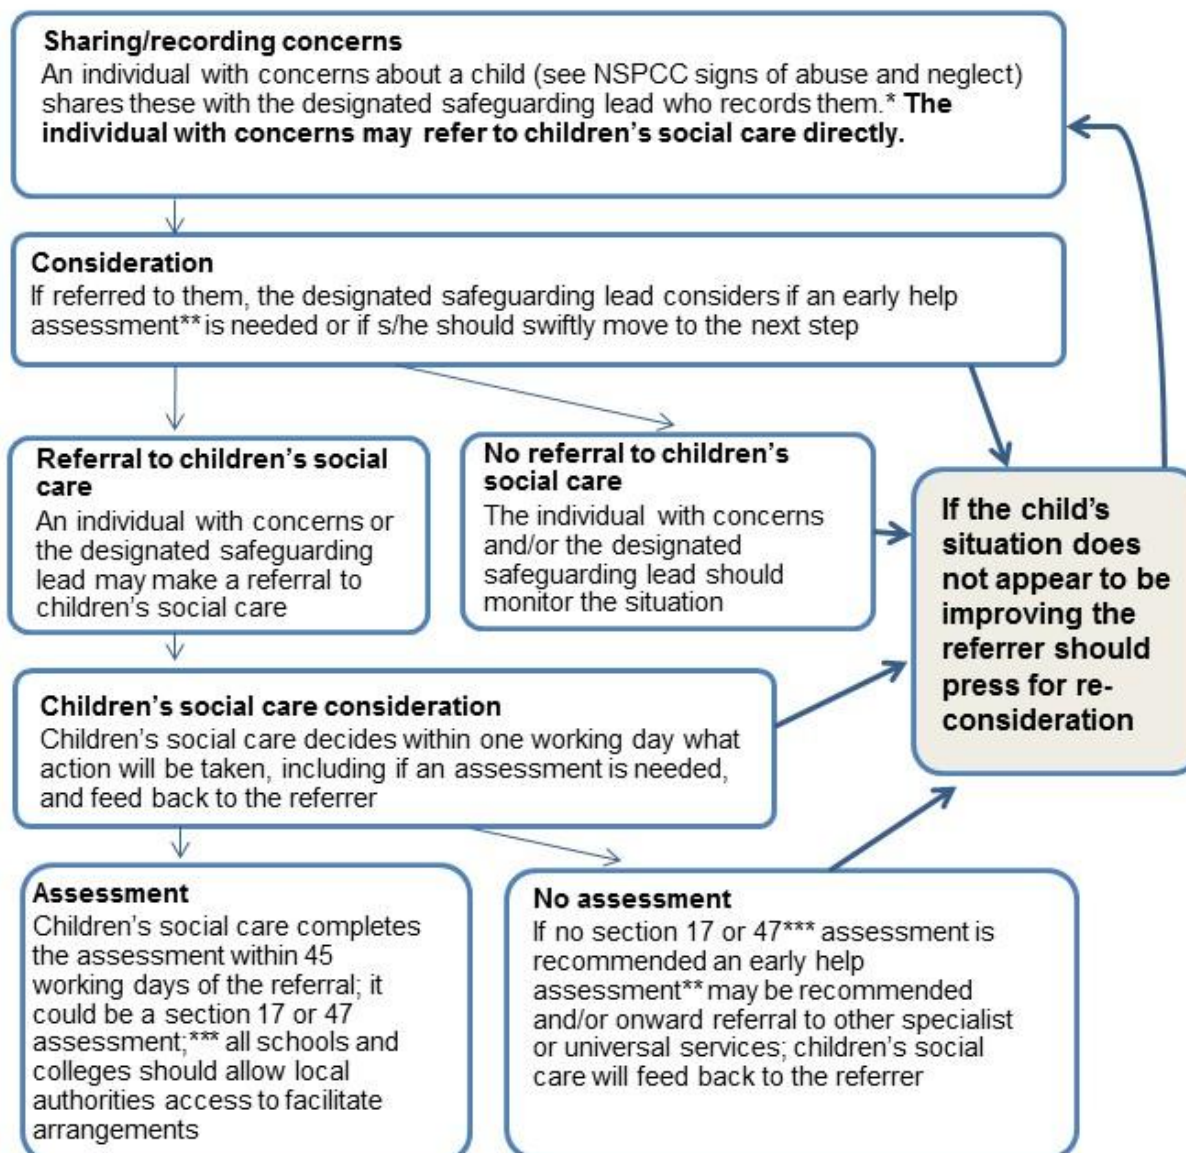 Sharing/recording concerns
An individual with concerns about a child (see NSPCC signs of abuse and neglect)
shares these with the designated safeguarding lead who records them.* The
individual with concerns may refer to children's social care directly.
Consideration
If referred to them, the designated safeguarding lead considers if an early help
assessment** is needed or if s/he should swiftly move to the next step
Referral to children's social
care
An individual with concerns or
the designated safeguarding
lead may make a referral to
children's social care
No referral to children's
social care
The individual with concerns
and/or the designated
safeguarding lead should
monitor the situation
If the child's
situation does
not appear to be
improving the
referrer should
press for re-
consideration
Children's social care consideration
Children's social care decides within one working day what
action will be taken, including if an assessment is needed,
and feed back to the referrer
Assessment
Children's social care completes
the assessment within 45
working days of the referral; it
could be a section 17 or 47
assessment;*** all schools and
colleges should allow local
authorities access to facilitate
arrangements
No assessment
If no section 17 or 47*** assessment is
recommended an early help
assessment** may be recommended
and/or onward referral to other specialist
or universal services; children's social
care will feed back to the referrer